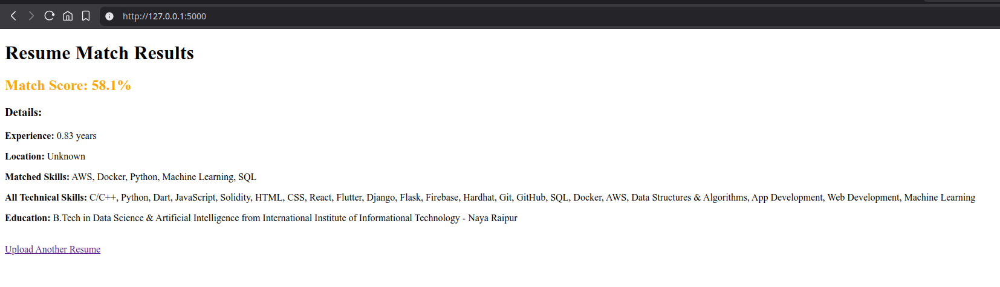 http://127.0.0.1:5000
Resume Match Results
Match Score: 58.1%
Details:
Experience: 0.83 years
Location: Unknown
Matched Skills: AWS, Docker, Python, Machine Learning, SQL
All Technical Skills: C/C++, Python, Dart, JavaScript, Solidity, HTML, CSS, React, Flutter, Django, Flask, Firebase, Hardhat, Git, GitHub, SQL, Docker, AWS, Data Structures & Algorithms, App Development, Web Development, Machine Learning
Education: B.Tech in Data Science & Artificial Intelligence from International Institute of Informational Technology - Naya Raipur
Upload Another Resume